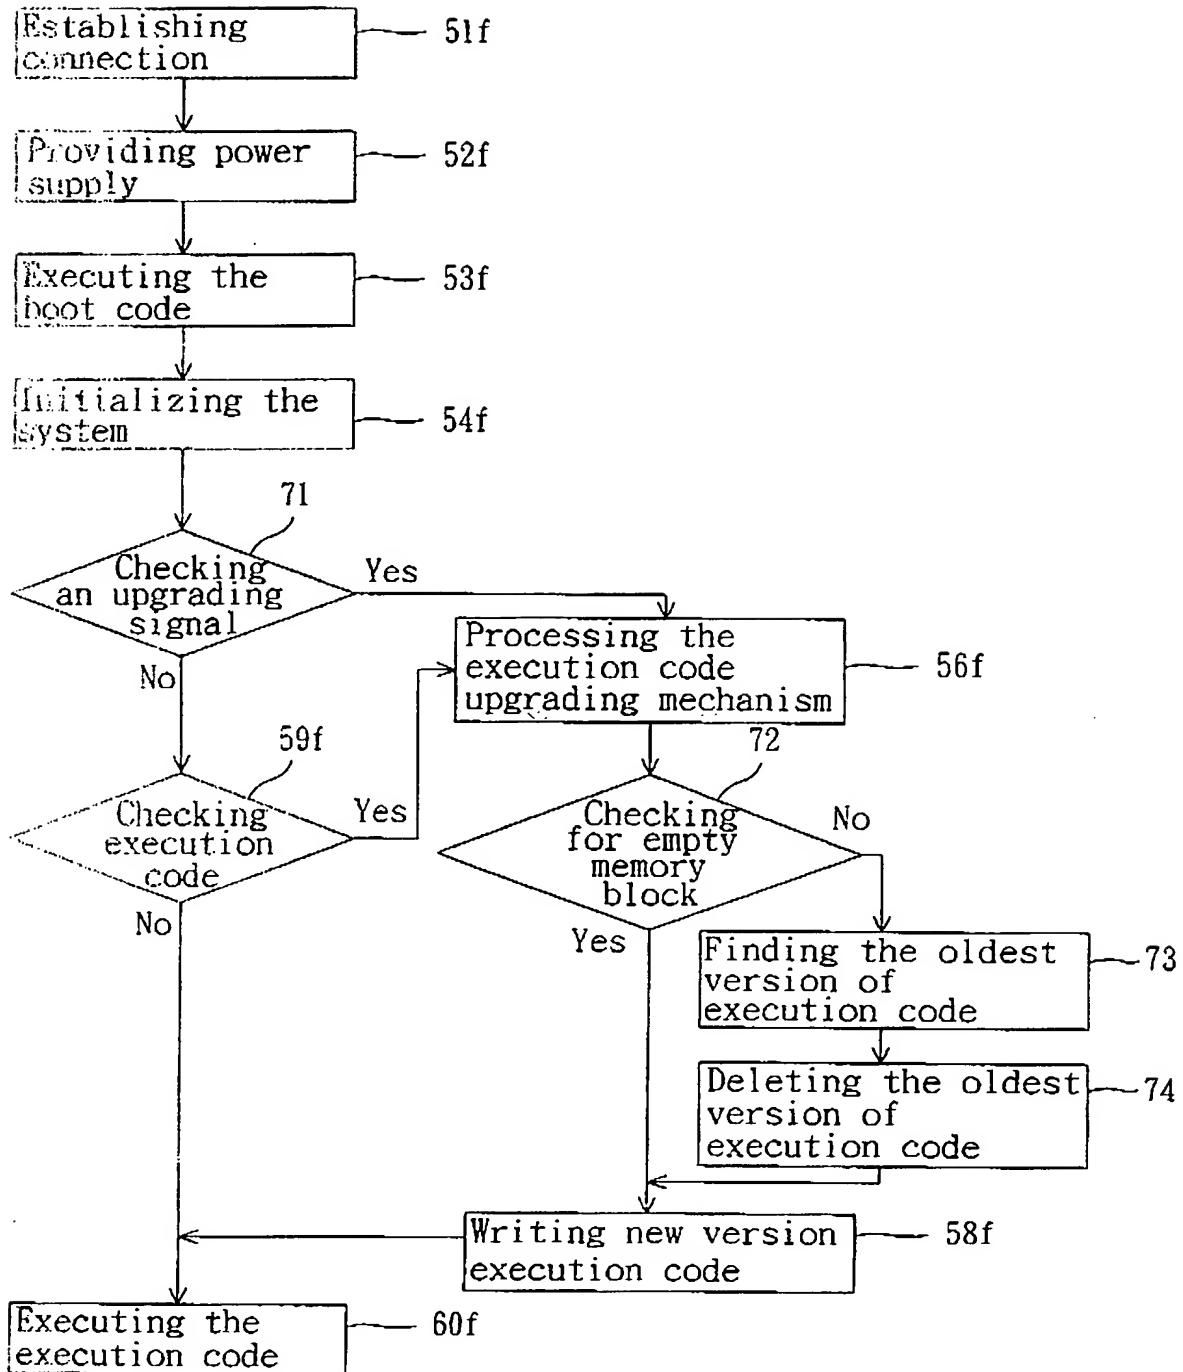 Establishing
connection
51f
Providing power
supply
52f
Executing the
boot code
53f
Initializing the
system
54f
71
Checking
an upgrading
signal
Yes
No
Processing the
execution code
upgrading mechanism
56f
59f
Checking
execution
code
Yes
No
72
Checking
for empty
memory
block
No
Yes
Finding the oldest
version of
execution code
73
Deleting the oldest
version of
execution code
74
Writing new version
execution code
58f
Executing the
execution code
60f